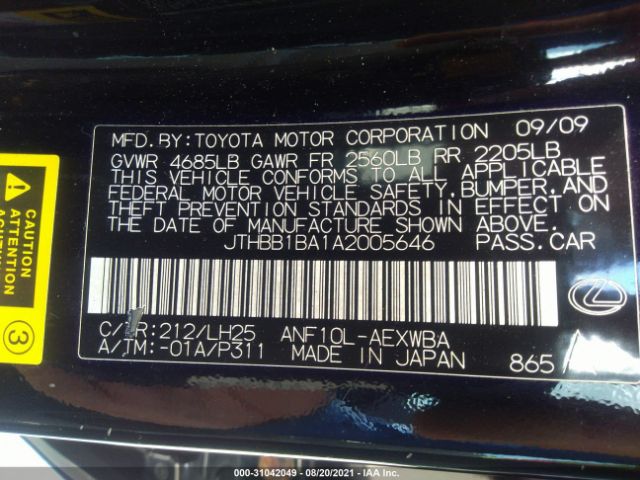 MFD.BY:TOYOTA MOTOR CORPORATION 09/09
GVWR 4685LB GAWR FR 2560LB RR 2205LB
THIS VEHICLE CONFORMS TO ALL APPLICABLE
FEDERAL MOTOR VEHICLE SAFETY,BUMPER,AND
THEFT PREVENTION STANDARDS IN EFFECT ON
THE DATE OF MANUFACTURE SHOWN ABOVE.
JTHBB1BA1A2005646 PASS.CAR
C/TR:212/LH25 ANF10L-AEXWBA
A/TM:-01A/P311 MADE IN JAPAN 865
CAUTION
ATTENTION
3
000-31042049 - 08/20/2021 - IAA Inc.